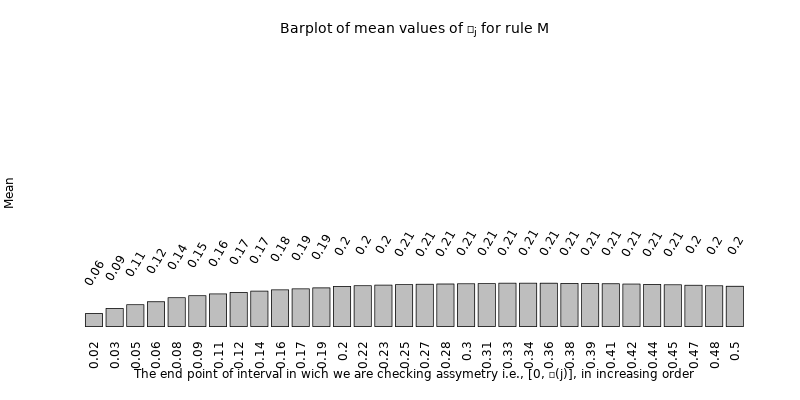 Barplot of mean values of □j for rule M
Mean
0.06 0.09 0.11 0.12 0.14 0.15 0.16 0.17 0.17 0.18 0.19 0.19 0.2 0.2 0.2 0.21 0.21 0.21 0.21 0.21 0.21 0.21 0.21 0.21 0.21 0.21 0.21 0.21 0.21 0.2 0.2 0.2
0.02 0.03 0.05 0.06 0.08 0.09 0.11 0.12 0.14 0.16 0.17 0.19 0.2 0.22 0.23 0.25 0.27 0.28 0.3 0.31 0.33 0.34 0.36 0.38 0.39 0.41 0.42 0.44 0.45 0.47 0.48 0.5
The end point of interval in wich we are checking assymetry i.e., [0, □(j)], in increasing order